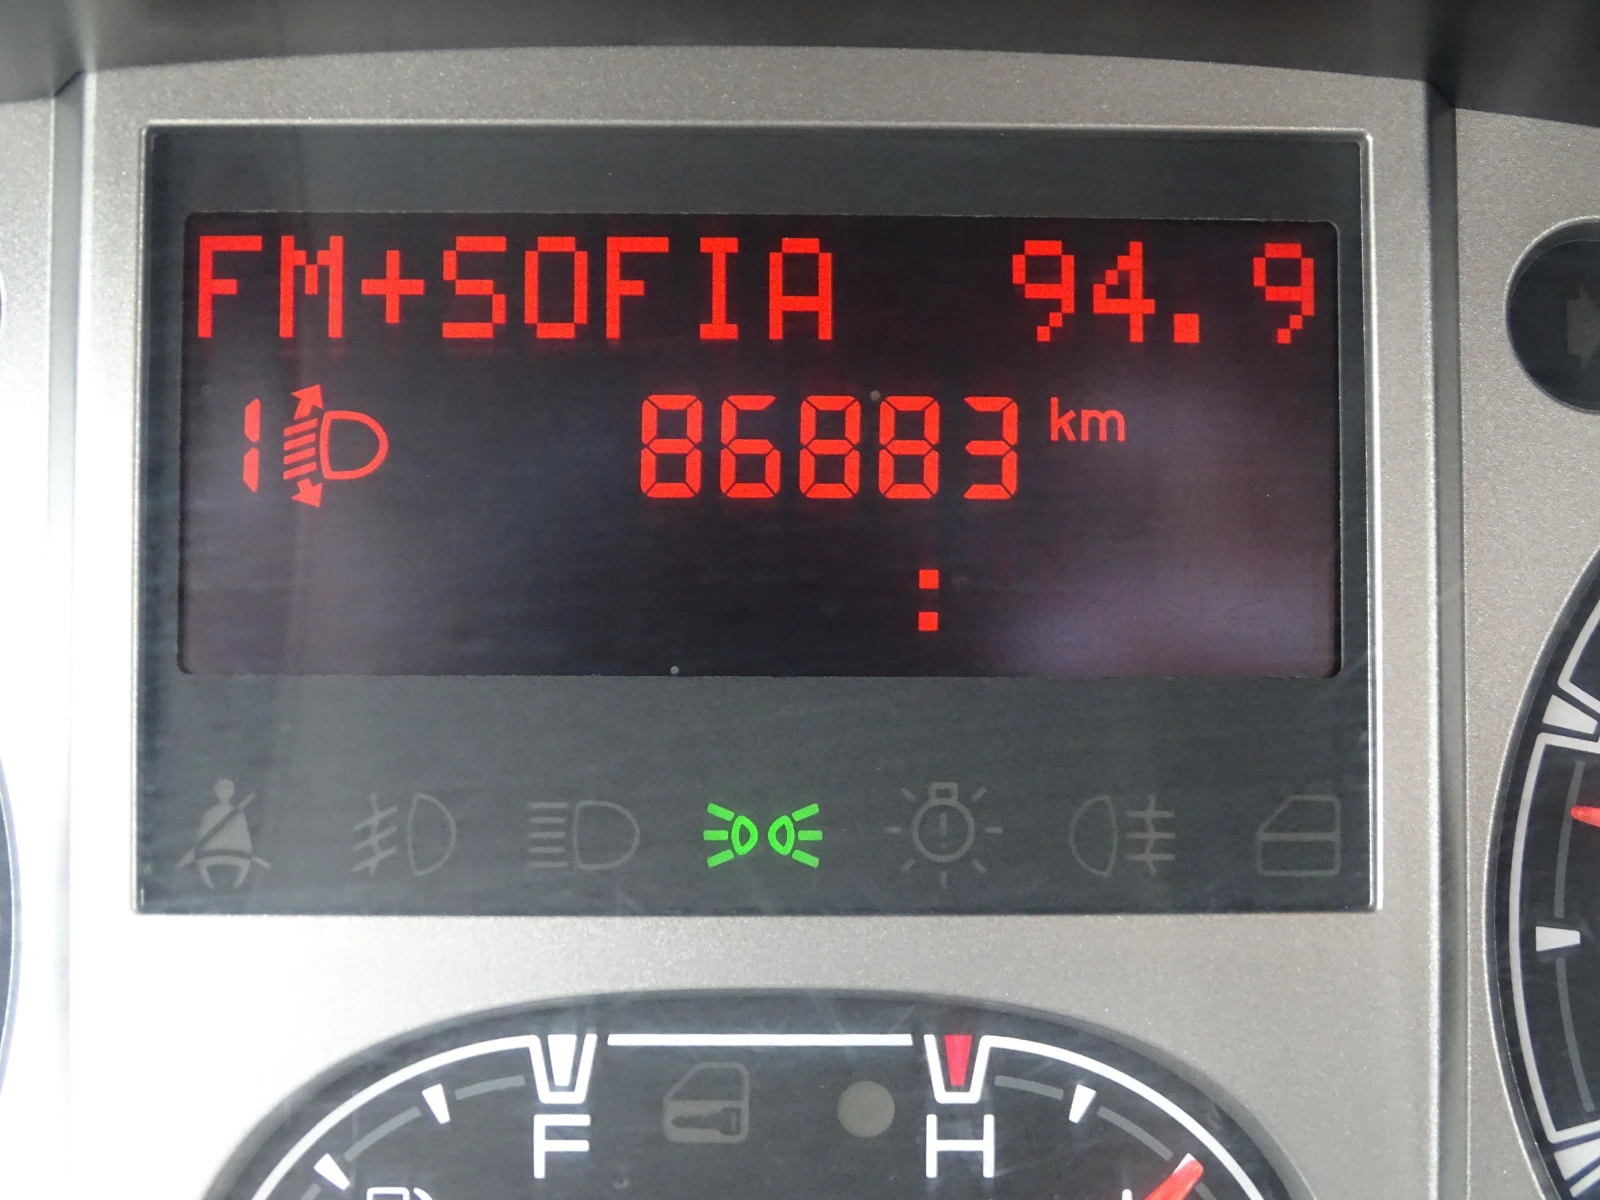 FM+SOFIA 94.9
1 86883 km
:
F H